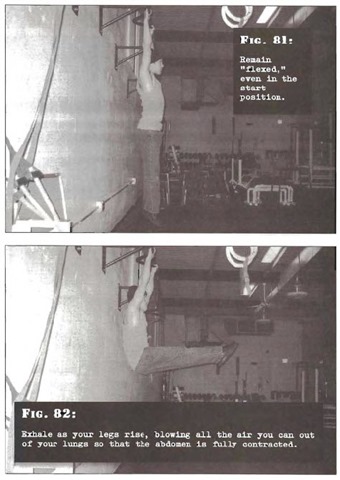 FIG. 81:
Remain
"flexed,"
even in the
start
position.
FIG. 82:
Exhale as your legs rise, blowing all the air you can out
of your lungs so that the abdomen is fully contracted.